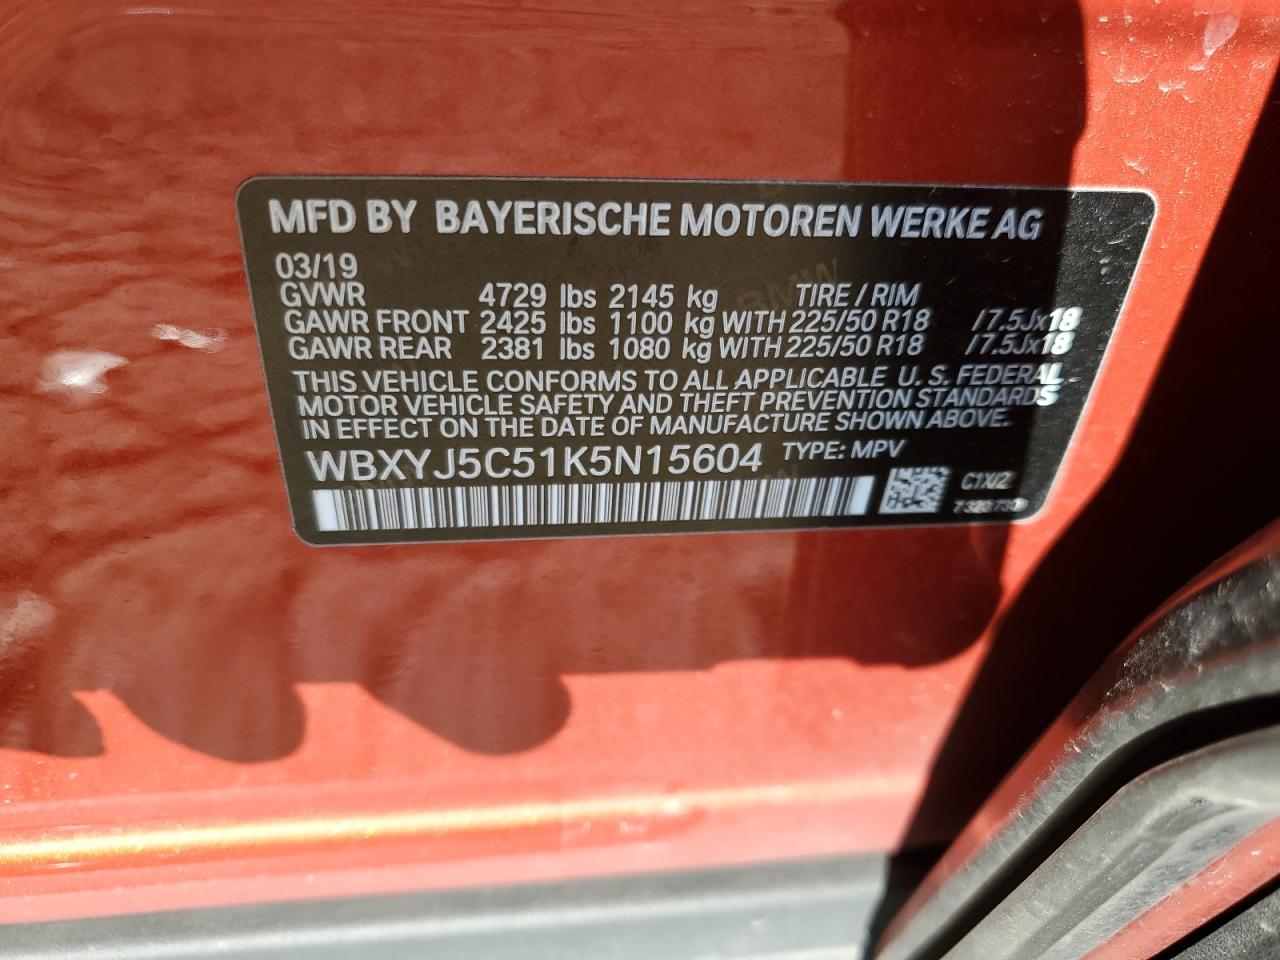 MFD BY BAYERISCHE MOTOREN WERKE AG
03/19
GVWR 4729 lbs 2145 kg TIRE / RIM
GAWR FRONT 2425 lbs 1100 kg WITH 225/50 R18 /7.5Jx18
GAWR REAR 2381 lbs 1080 kg WITH 225/50 R18 /7.5Jx18
THIS VEHICLE CONFORMS TO ALL APPLICABLE U. S. FEDERAL
MOTOR VEHICLE SAFETY AND THEFT PREVENTION STANDARDS
IN EFFECT ON THE DATE OF MANUFACTURE SHOWN ABOVE.
WBXYJ5C51K5N15604 TYPE: MPV
C1X/Z